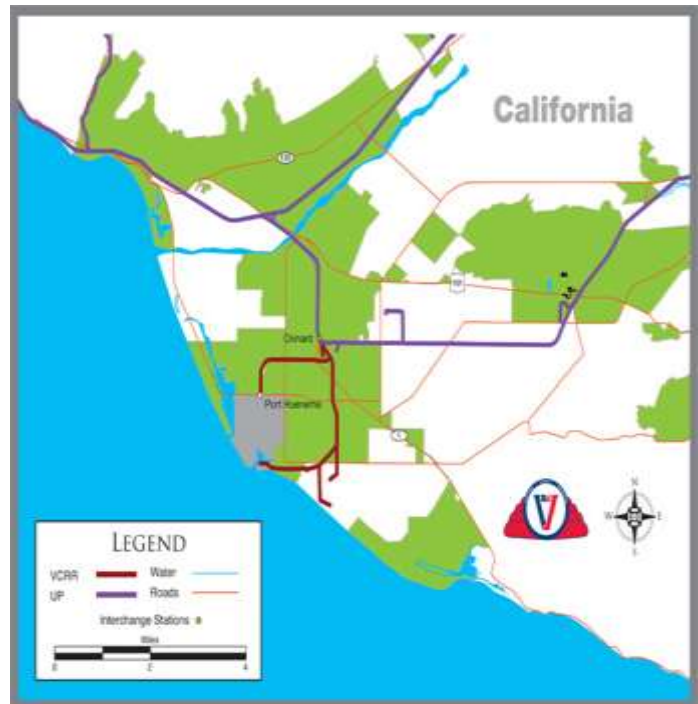 California
Oxnard
Port Hueneme
N
W E
S
LEGEND
VCRR Water
UP Roads
Interchange Stations
Miles
0 2 4